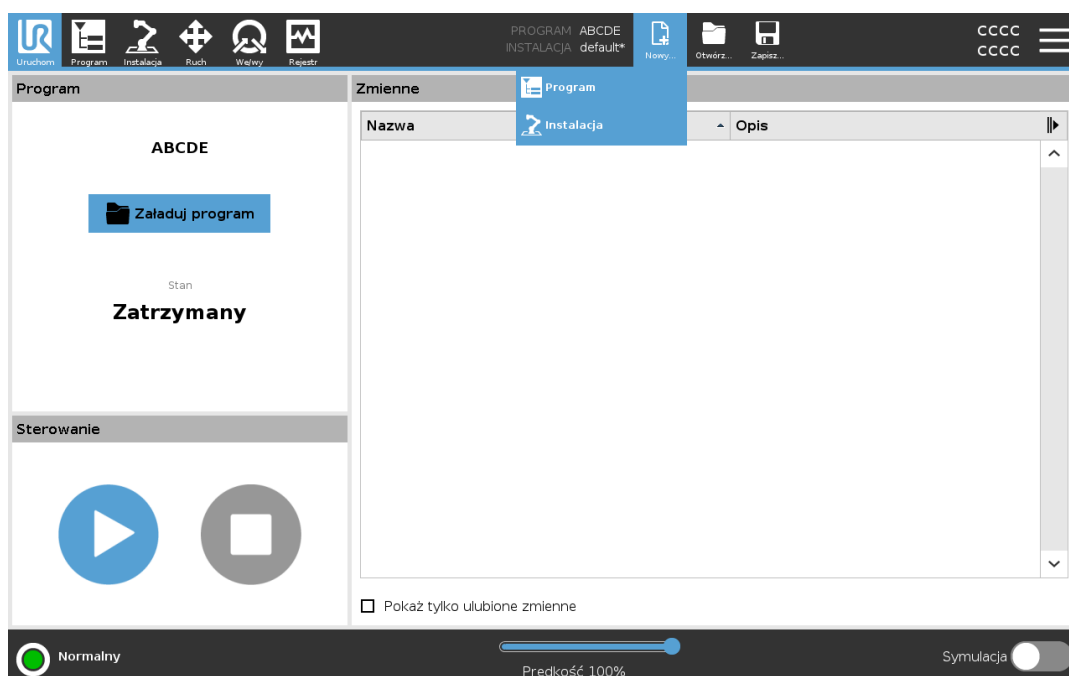 UR
Uruchom
Program
Instalacja
Ruch
We/wy
Rejestr
PROGRAM ABCDE
INSTALACJA default*
Nowy...
Otwórz...
Zapisz...
CCCC
CCCC
Program
Instalacja
Program
Zmienne
Nazwa
Opis
ABCDE
Załaduj program
Stan
Zatrzymany
Sterowanie
Pokaż tylko ulubione zmienne
Normalny
Prędkość 100%
Symulacja